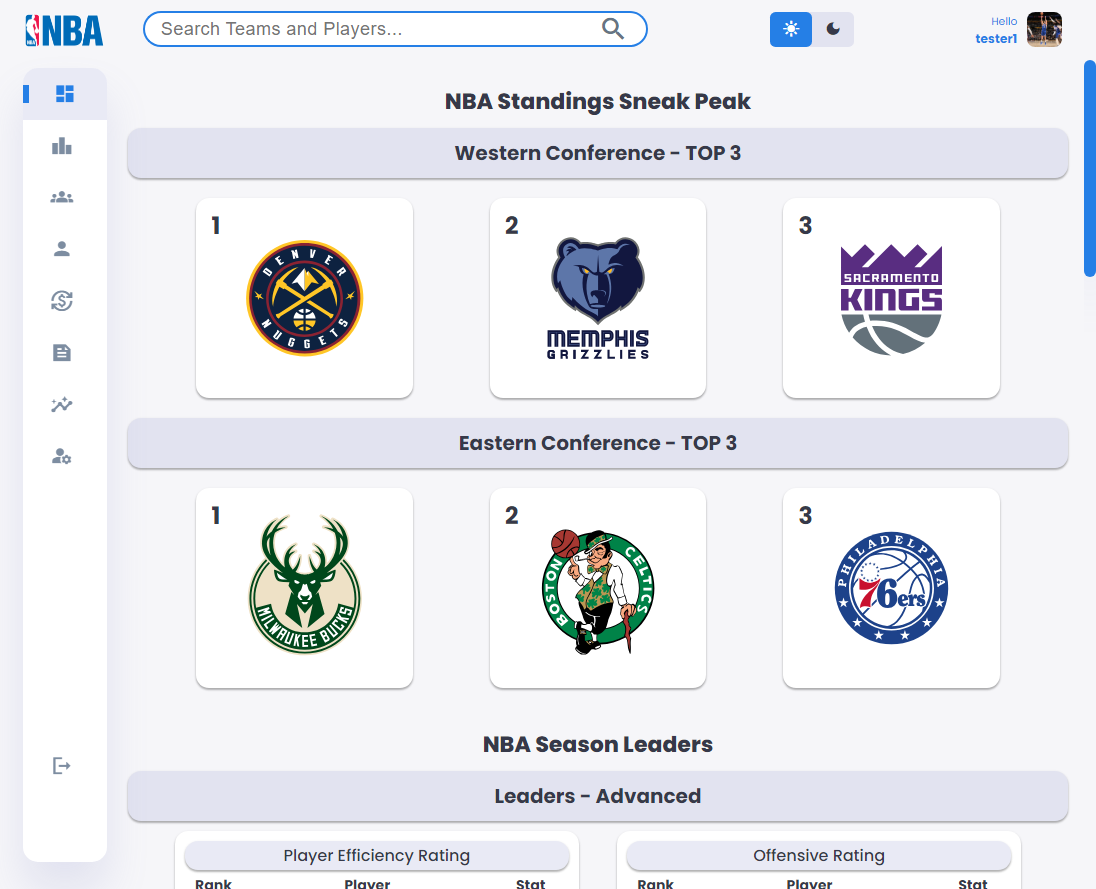 NBA
Search Teams and Players...
Hello
tester1
NBA Standings Sneak Peak
Western Conference - TOP 3
1
2
3
DENVER
NUGGETS
MEMPHIS
GRIZZLIES
SACRAMENTO
KINGS
Eastern Conference - TOP 3
1
2
3
MILWAUKEE BUCKS
BOSTON
CELTICS
PHILADELPHIA
76ers
NBA Season Leaders
Leaders - Advanced
Player Efficiency Rating
Offensive Rating
Rank Player Stat
Rank Player Stat